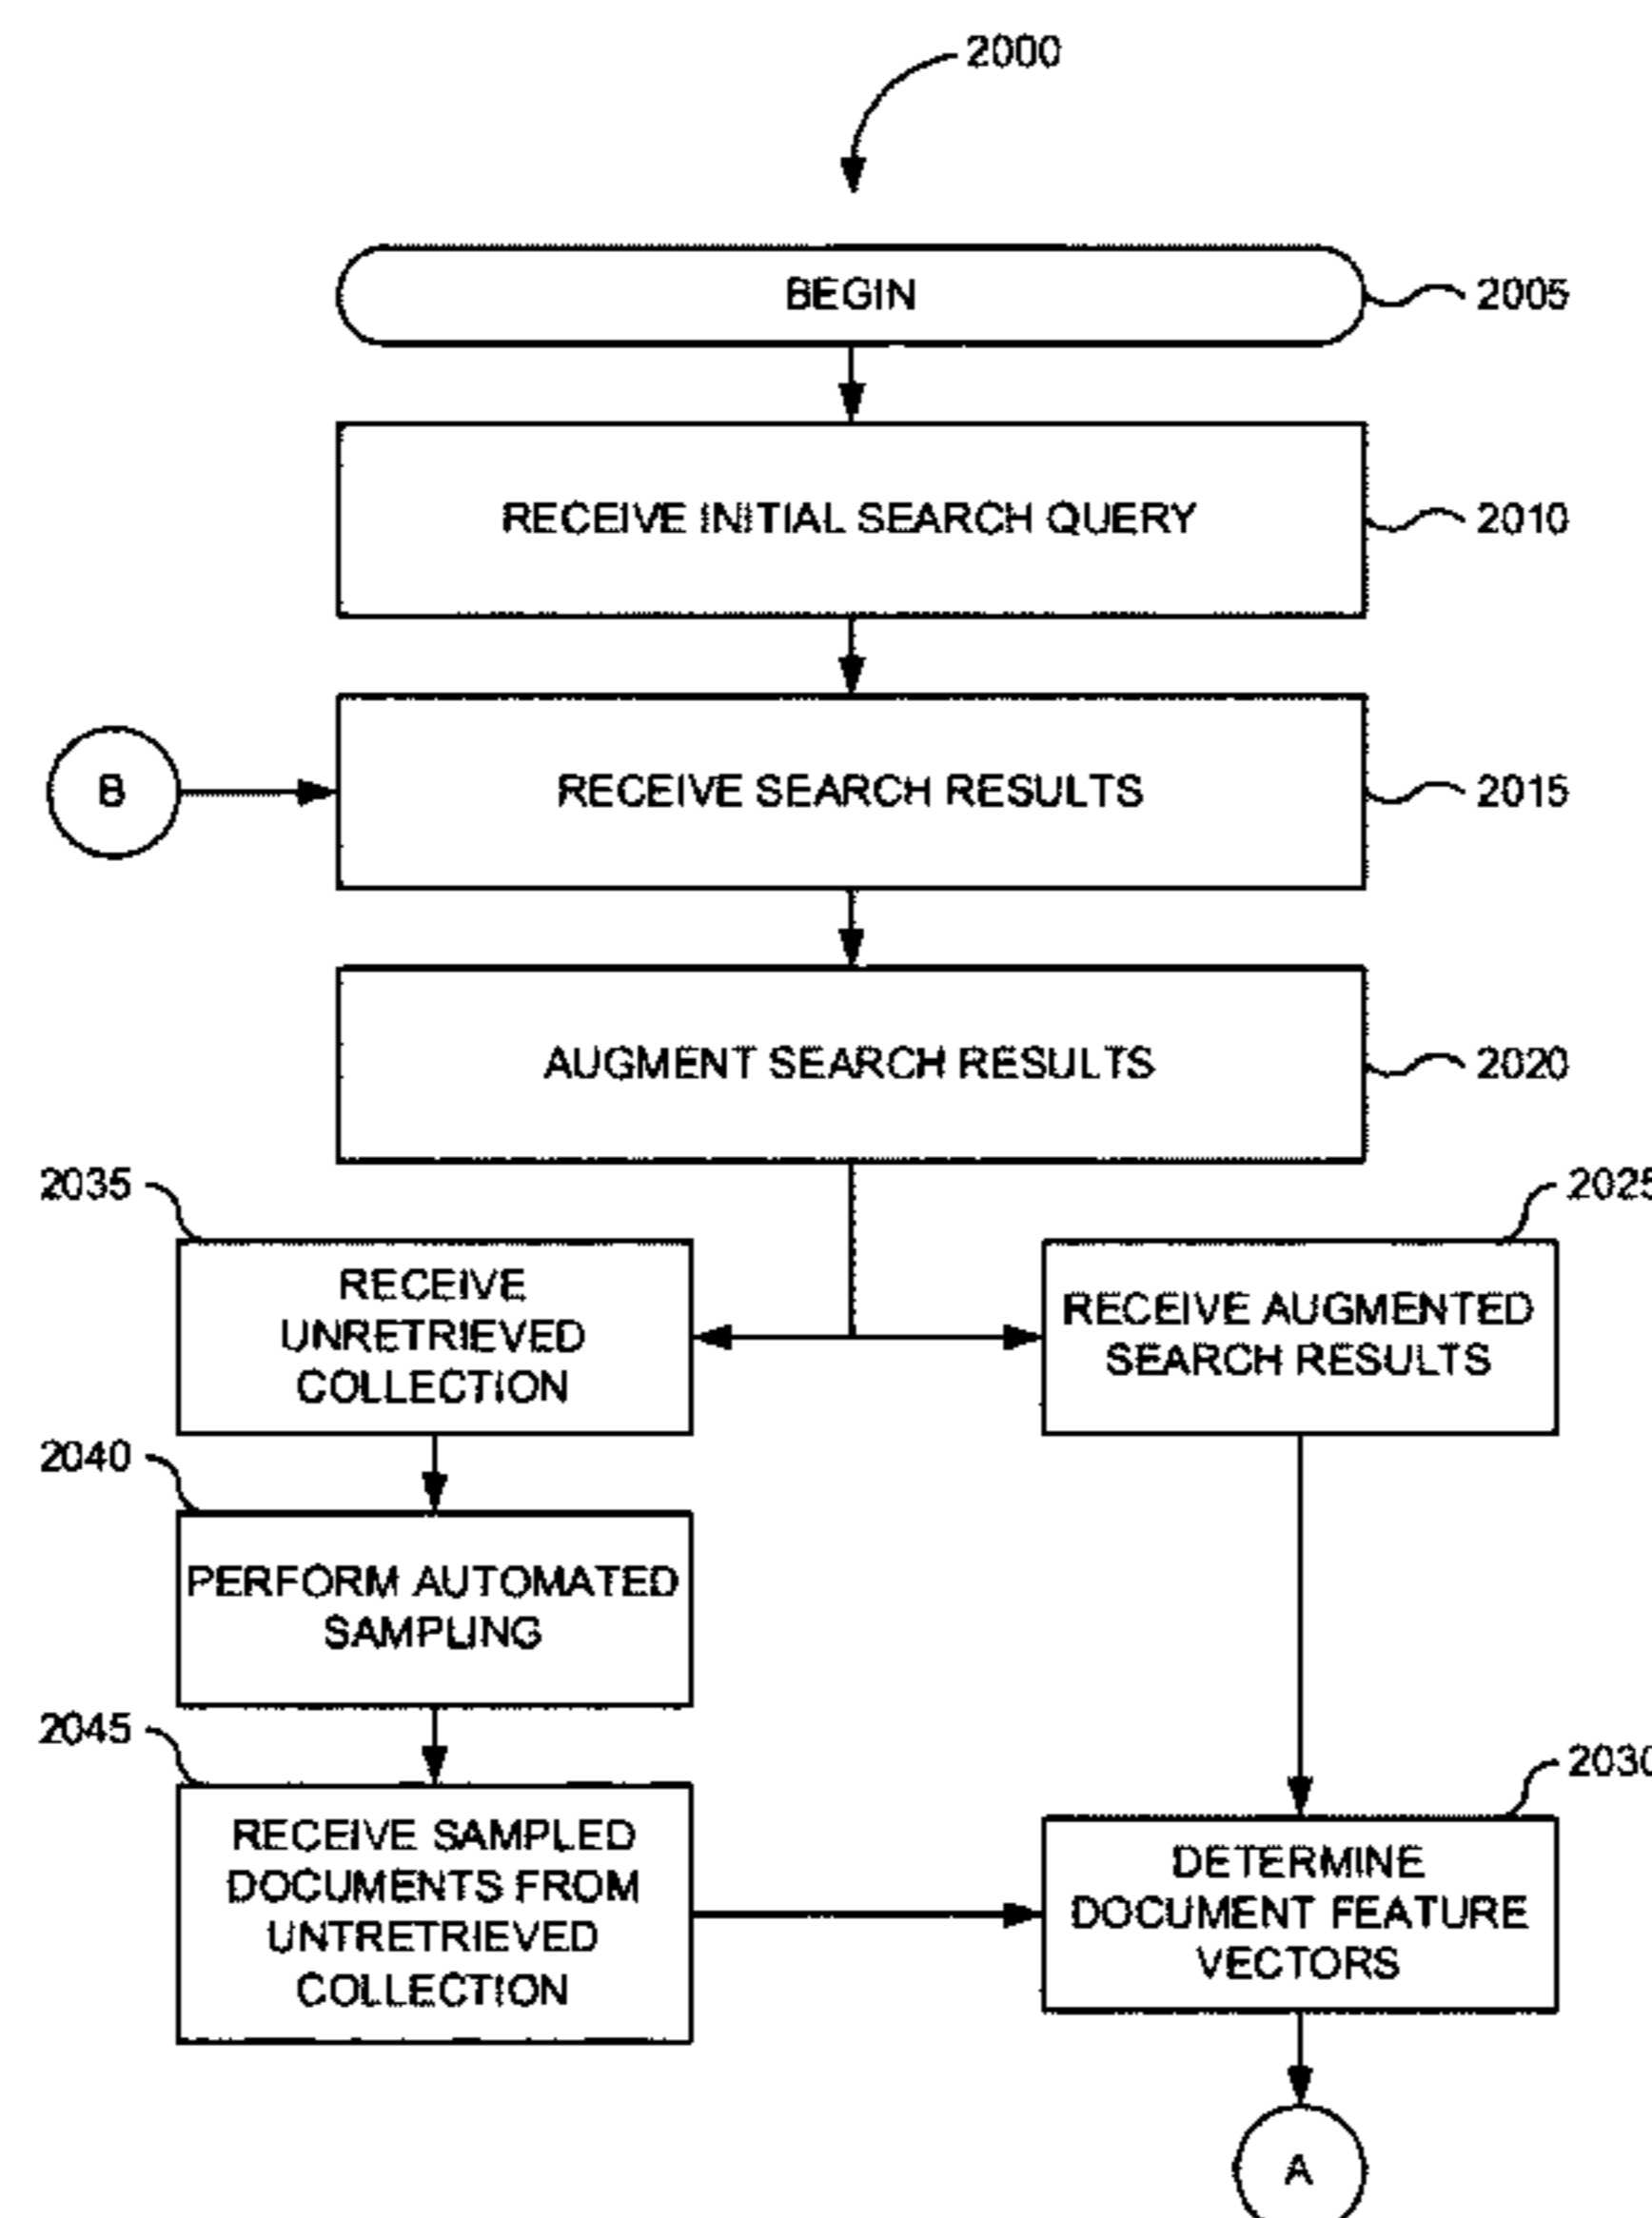 2000
BEGIN
2005
RECEIVE INITIAL SEARCH QUERY
2010
B
RECEIVE SEARCH RESULTS
2015
AUGMENT SEARCH RESULTS
2020
2035
2025
RECEIVE
UNRETRIEVED
COLLECTION
RECEIVE AUGMENTED
SEARCH RESULTS
2040
PERFORM AUTOMATED
SAMPLING
2045
2030
RECEIVE SAMPLED
DOCUMENTS FROM
UNTRETRIEVED
COLLECTION
DETERMINE
DOCUMENT FEATURE
VECTORS
A